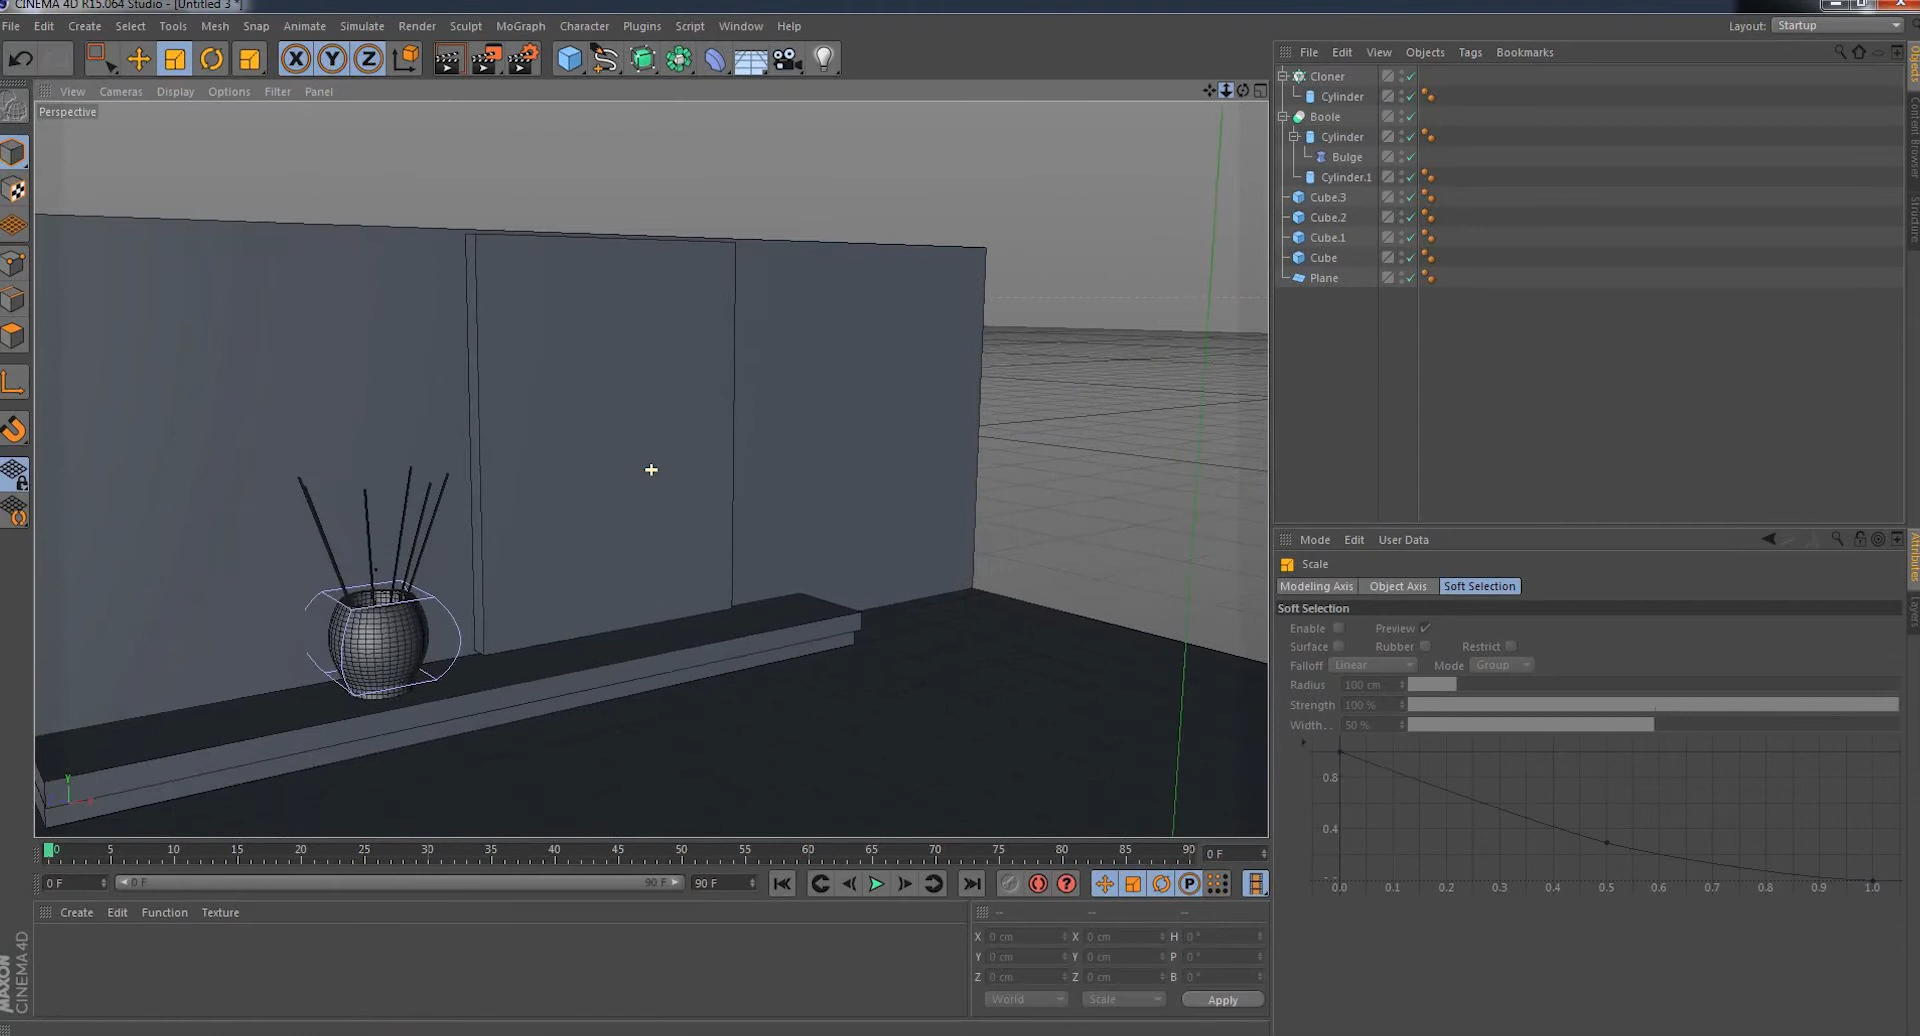 CINEMA 4D R15.064 Studio - [Untitled 3 *]
File Edit Create Select Tools Mesh Snap Animate Simulate Render Sculpt MoGraph Character Plugins Script Window Help
Layout: Startup
X Y Z
File Edit View Objects Tags Bookmarks
View Cameras Display Options Filter Panel
Perspective
Cloner
Cylinder
Boole
Cylinder
Bulge
Cylinder.1
Cube.3
Cube.2
Cube.1
Cube
Plane
Objects
Content Browser
Structure
Mode Edit User Data
Scale
Modeling Axis Object Axis Soft Selection
Soft Selection
Enable Preview
Surface Rubber Restrict
Falloff Linear Mode Group
Radius 100 cm
Strength 100 %
Width.. 50 %
0.8
0.4
0.0 0.1 0.2 0.3 0.4 0.5 0.6 0.7 0.8 0.9 1.0
Attributes
Layers
Y
0 5 10 15 20 25 30 35 40 45 50 55 60 65 70 75 80 85 90
0 F
0 F 0 F 90 F 90 F
P
Create Edit Function Texture
-- -- --
X 0 cm X 0 cm H 0 °
Y 0 cm Y 0 cm P 0 °
Z 0 cm Z 0 cm B 0 °
World Scale Apply
MAXON
CINEMA 4D